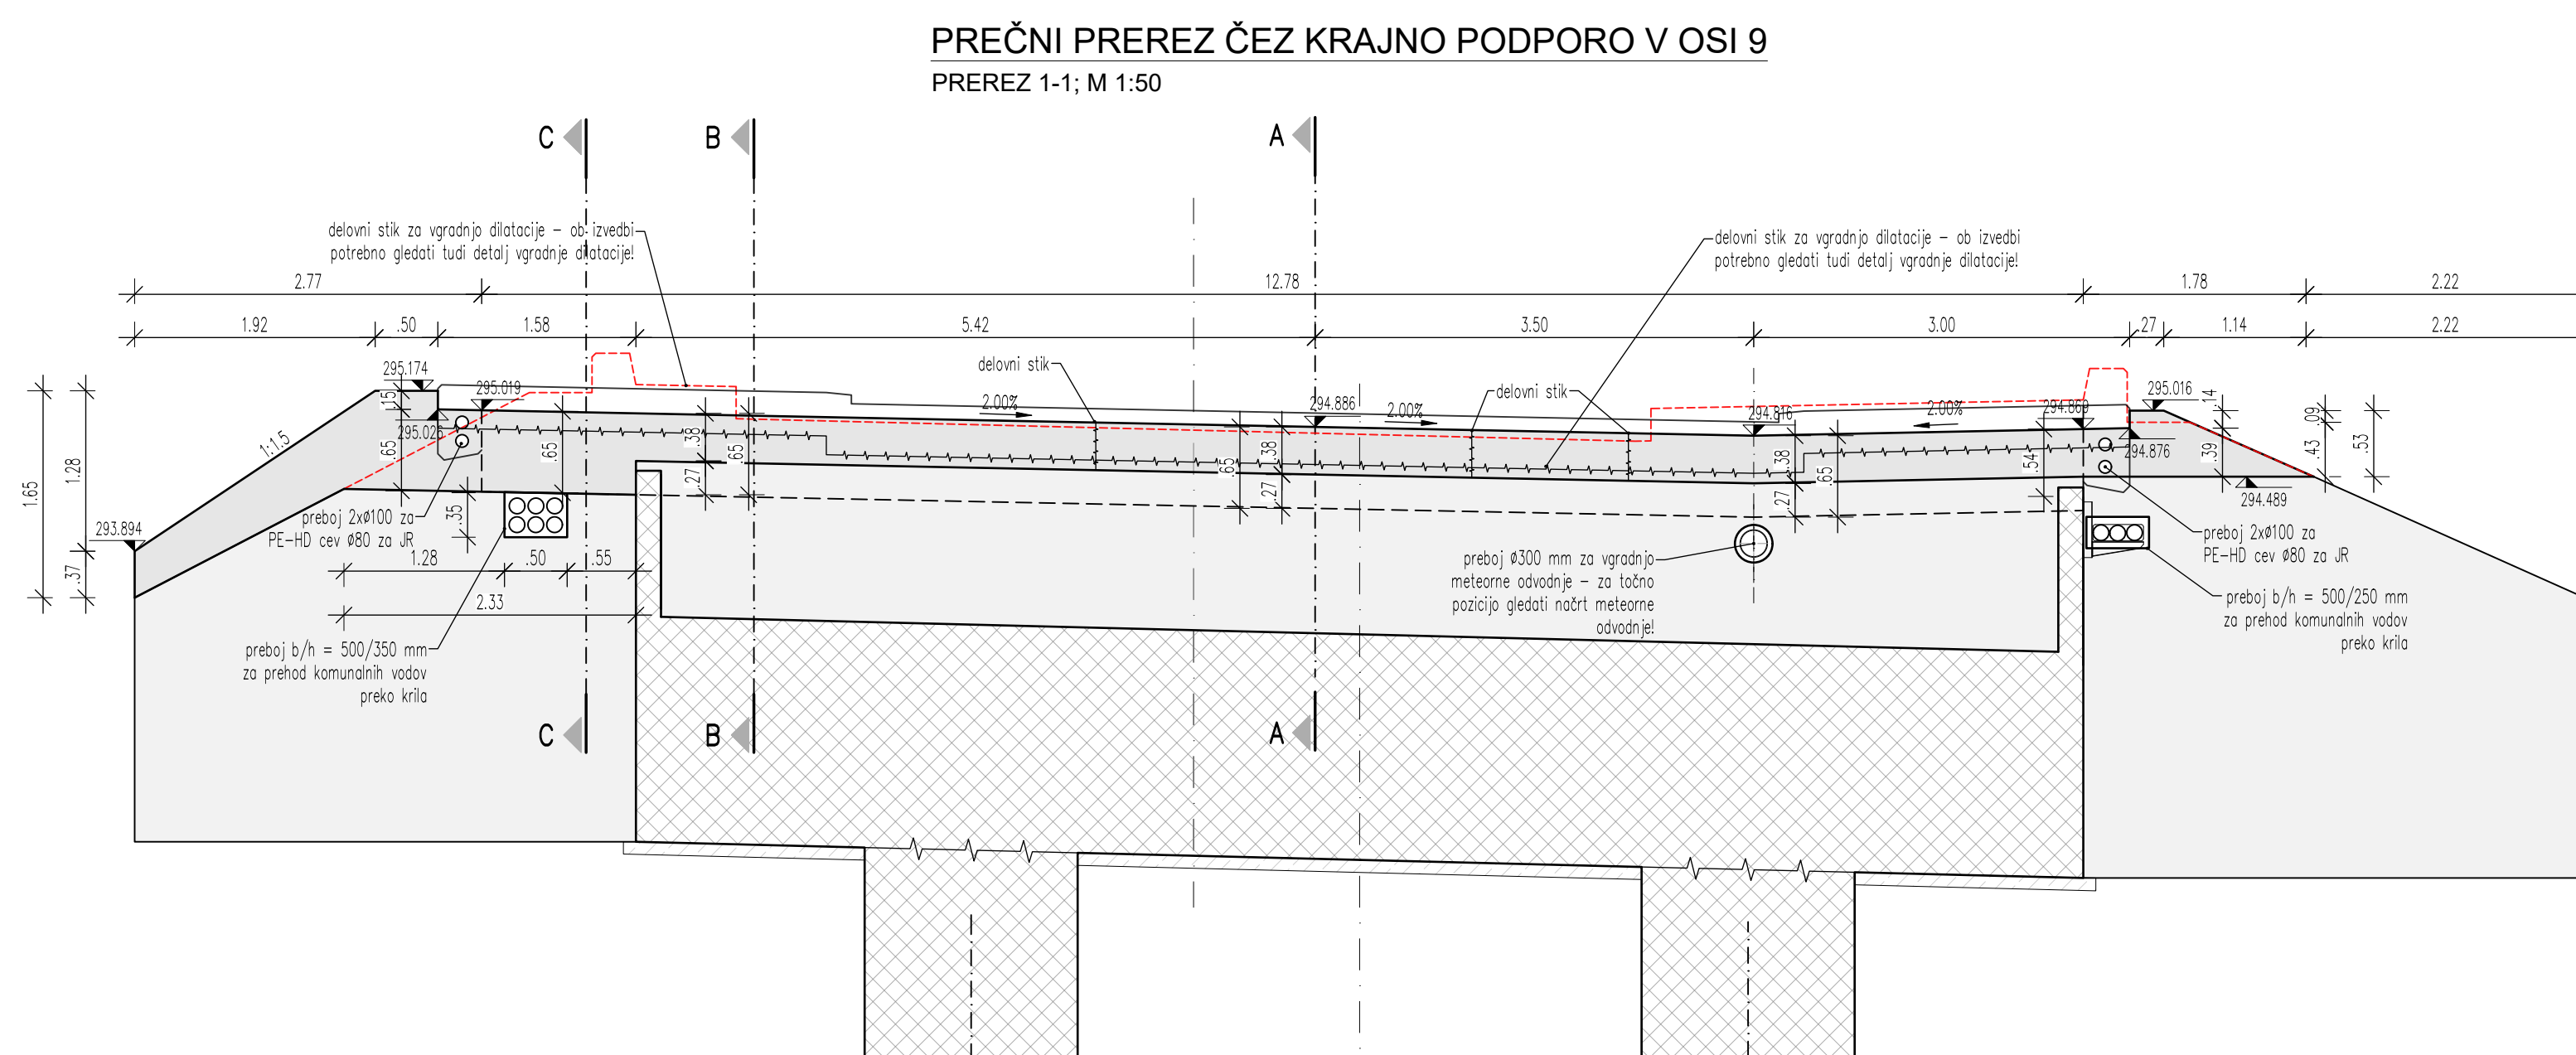 PREČNI PREREZ ČEZ KRAJNO PODPORO V OSI 9
PREREZ 1-1; M 1:50
C
B
A
delovni stik za vgradnjo dilatacije – ob izvedbi
potrebno gledati tudi detalj vgradnje dilatacije!
delovni stik za vgradnjo dilatacije – ob izvedbi
potrebno gledati tudi detalj vgradnje dilatacije!
2.77
12.78
1.78
2.22
1.92
.50
1.58
5.42
3.50
3.00
.27
1.14
2.22
delovni stik
delovni stik
295.174
295.019
295.026
294.886
294.816
294.869
295.016
294.876
294.489
293.894
2.00%
2.00%
2.00%
1:1.5
1.65
1.28
.37
.15
.65
.65
.35
.38
.27
.65
.65
.38
.27
.38
.27
.65
.54
.14
.39
.09
.43
.53
preboj 2xø100 za
PE-HD cev ø80 za JR
1.28
.50
.55
2.33
preboj b/h = 500/350 mm
za prehod komunalnih vodov
preko krila
preboj ø300 mm za vgradnjo
meteorne odvodnje – za točno
pozicijo gledati načrt meteorne
odvodnje!
preboj 2xø100 za
PE-HD cev ø80 za JR
preboj b/h = 500/250 mm
za prehod komunalnih vodov
preko krila
C
B
A